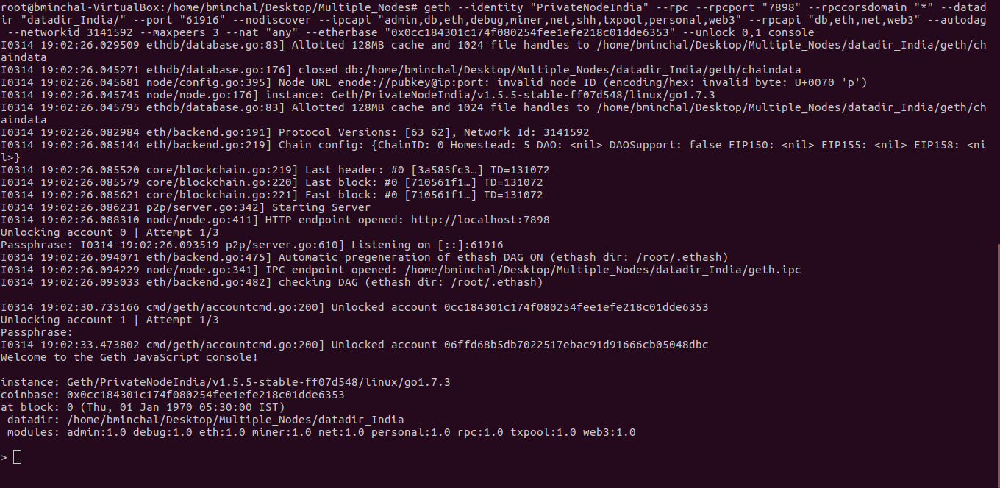 root@bminchal-VirtualBox:/home/bminchal/Desktop/Multiple_Nodes# geth --identity "PrivateNodeIndia" --rpc --rpcport "7898" --rpccorsdomain "*" --datad
ir "datadir_India/" --port "61916" --nodiscover --ipcapi "admin,db,eth,debug,miner,net,shh,txpool,personal,web3" --rpcapi "db,eth,net,web3" --autodag
 --networkid 3141592 --maxpeers 3 --nat "any" --etherbase "0x0cc184301c174f080254fee1efe218c01dde6353" --unlock 0,1 console
I0314 19:02:26.029509 ethdb/database.go:83] Allotted 128MB cache and 1024 file handles to /home/bminchal/Desktop/Multiple_Nodes/datadir_India/geth/ch
aindata
I0314 19:02:26.045271 ethdb/database.go:176] closed db:/home/bminchal/Desktop/Multiple_Nodes/datadir_India/geth/chaindata
I0314 19:02:26.045681 node/config.go:395] Node URL enode://pubkey@ip:port: invalid node ID (encoding/hex: invalid byte: U+0070 'p')
I0314 19:02:26.045745 node/node.go:176] instance: Geth/PrivateNodeIndia/v1.5.5-stable-ff07d548/linux/go1.7.3
I0314 19:02:26.045795 ethdb/database.go:83] Allotted 128MB cache and 1024 file handles to /home/bminchal/Desktop/Multiple_Nodes/datadir_India/geth/ch
aindata
I0314 19:02:26.082984 eth/backend.go:191] Protocol Versions: [63 62], Network Id: 3141592
I0314 19:02:26.085144 eth/backend.go:219] Chain config: {ChainID: 0 Homestead: 5 DAO: <nil> DAOSupport: false EIP150: <nil> EIP155: <nil> EIP158: <ni
l>}
I0314 19:02:26.085520 core/blockchain.go:219] Last header: #0 [3a585fc3…] TD=131072
I0314 19:02:26.085579 core/blockchain.go:220] Last block: #0 [710561f1…] TD=131072
I0314 19:02:26.085621 core/blockchain.go:221] Fast block: #0 [710561f1…] TD=131072
I0314 19:02:26.086231 p2p/server.go:342] Starting Server
I0314 19:02:26.088310 node/node.go:411] HTTP endpoint opened: http://localhost:7898
Unlocking account 0 | Attempt 1/3
Passphrase: I0314 19:02:26.093519 p2p/server.go:610] Listening on [::]:61916
I0314 19:02:26.094071 eth/backend.go:475] Automatic pregeneration of ethash DAG ON (ethash dir: /root/.ethash)
I0314 19:02:26.094229 node/node.go:341] IPC endpoint opened: /home/bminchal/Desktop/Multiple_Nodes/datadir_India/geth.ipc
I0314 19:02:26.095033 eth/backend.go:482] checking DAG (ethash dir: /root/.ethash)

I0314 19:02:30.735166 cmd/geth/accountcmd.go:200] Unlocked account 0cc184301c174f080254fee1efe218c01dde6353
Unlocking account 1 | Attempt 1/3
Passphrase:
I0314 19:02:33.473802 cmd/geth/accountcmd.go:200] Unlocked account 06ffd68b5db7022517ebac91d91666cb05048dbc
Welcome to the Geth JavaScript console!

instance: Geth/PrivateNodeIndia/v1.5.5-stable-ff07d548/linux/go1.7.3
coinbase: 0x0cc184301c174f080254fee1efe218c01dde6353
at block: 0 (Thu, 01 Jan 1970 05:30:00 IST)
 datadir: /home/bminchal/Desktop/Multiple_Nodes/datadir_India
 modules: admin:1.0 debug:1.0 eth:1.0 miner:1.0 net:1.0 personal:1.0 rpc:1.0 txpool:1.0 web3:1.0

>